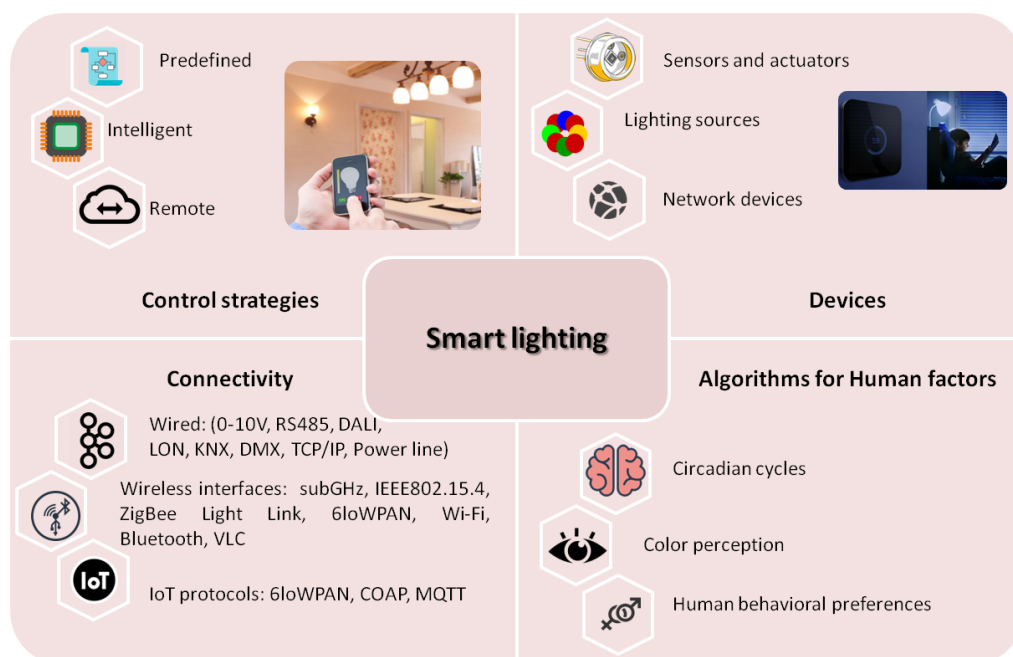 Predefined
Intelligent
Remote
Control strategies
Sensors and actuators
Lighting sources
Network devices
Devices
Smart lighting
Connectivity
Wired: (0-10V, RS485, DALI,
LON, KNX, DMX, TCP/IP, Power line)
Wireless interfaces: subGHz, IEEE802.15.4,
ZigBee Light Link, 6loWPAN, Wi-Fi,
Bluetooth, VLC
IoT
IoT protocols: 6loWPAN, COAP, MQTT
Algorithms for Human factors
Circadian cycles
Color perception
Human behavioral preferences